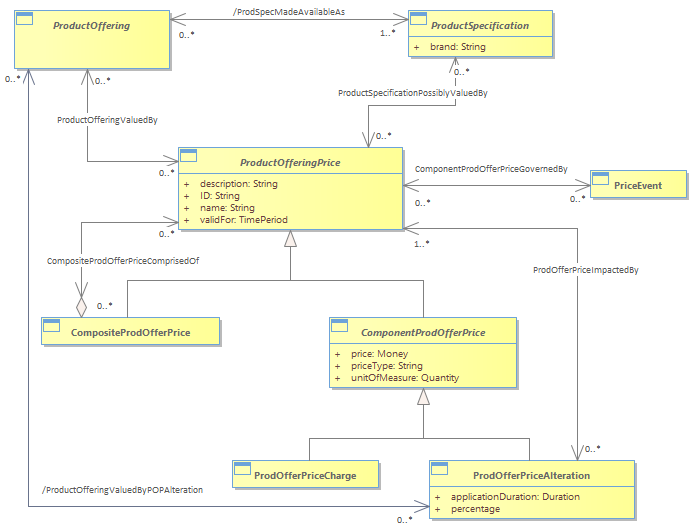 /ProdSpecMadeAvailableAs
ProductOffering
ProductSpecification
0..*
1..*
+ brand: String
0..*
0..*
0..*
ProductSpecificationPossiblyValuedBy
ProductOfferingValuedBy
0..*
ProductOfferingPrice
0..*
ComponentProdOfferPriceGovernedBy
+ description: String
+ ID: String
+ name: String
+ validFor: TimePeriod
PriceEvent
0..*
0..*
0..*
1..*
CompositeProdOfferPriceComprisedOf
ProdOfferPriceImpactedBy
0..*
CompositeProdOfferPrice
ComponentProdOfferPrice
+ price: Money
+ priceType: String
+ unitOfMeasure: Quantity
0..*
ProdOfferPriceCharge
ProdOfferPriceAlteration
/ProductOfferingValuedByPOPAlteration
+ applicationDuration: Duration
+ percentage
0..*